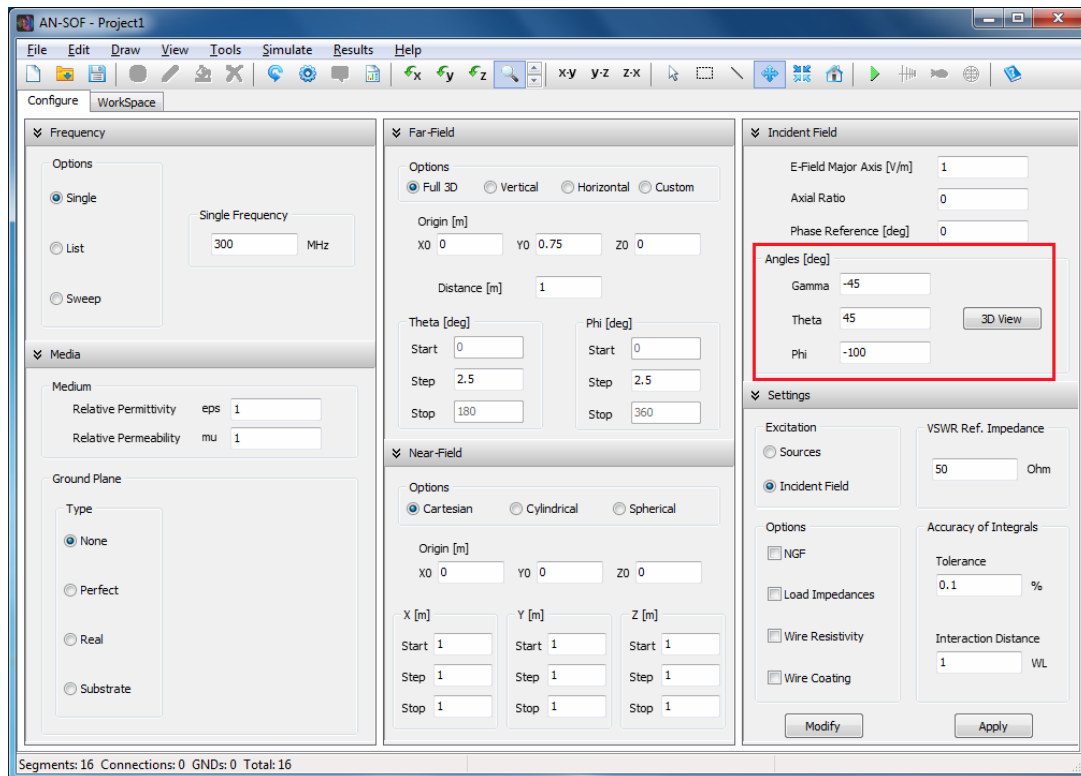 AN-SOF - Project1
File Edit Draw View Tools Simulate Results Help
x y z x-y y-z z-x
Configure WorkSpace
Frequency
Options
Single
List
Sweep
Single Frequency
300 MHz
Media
Medium
Relative Permittivity eps 1
Relative Permeability mu 1
Ground Plane
Type
None
Perfect
Real
Substrate
Far-Field
Options
Full 3D Vertical Horizontal Custom
Origin [m]
X0 0 Y0 0.75 Z0 0
Distance [m] 1
Theta [deg]
Start 0
Step 2.5
Stop 180
Phi [deg]
Start 0
Step 2.5
Stop 360
Near-Field
Options
Cartesian Cylindrical Spherical
Origin [m]
X0 0 Y0 0 Z0 0
X [m]
Start 1
Step 1
Stop 1
Y [m]
Start 1
Step 1
Stop 1
Z [m]
Start 1
Step 1
Stop 1
Incident Field
E-Field Major Axis [V/m] 1
Axial Ratio 0
Phase Reference [deg] 0
Angles [deg]
Gamma -45
Theta 45 3D View
Phi -100
Settings
Excitation
Sources
Incident Field
VSWR Ref. Impedance
50 Ohm
Options
NGF
Load Impedances
Wire Resistivity
Wire Coating
Accuracy of Integrals
Tolerance
0.1 %
Interaction Distance
1 WL
Modify Apply
Segments: 16 Connections: 0 GNDs: 0 Total: 16